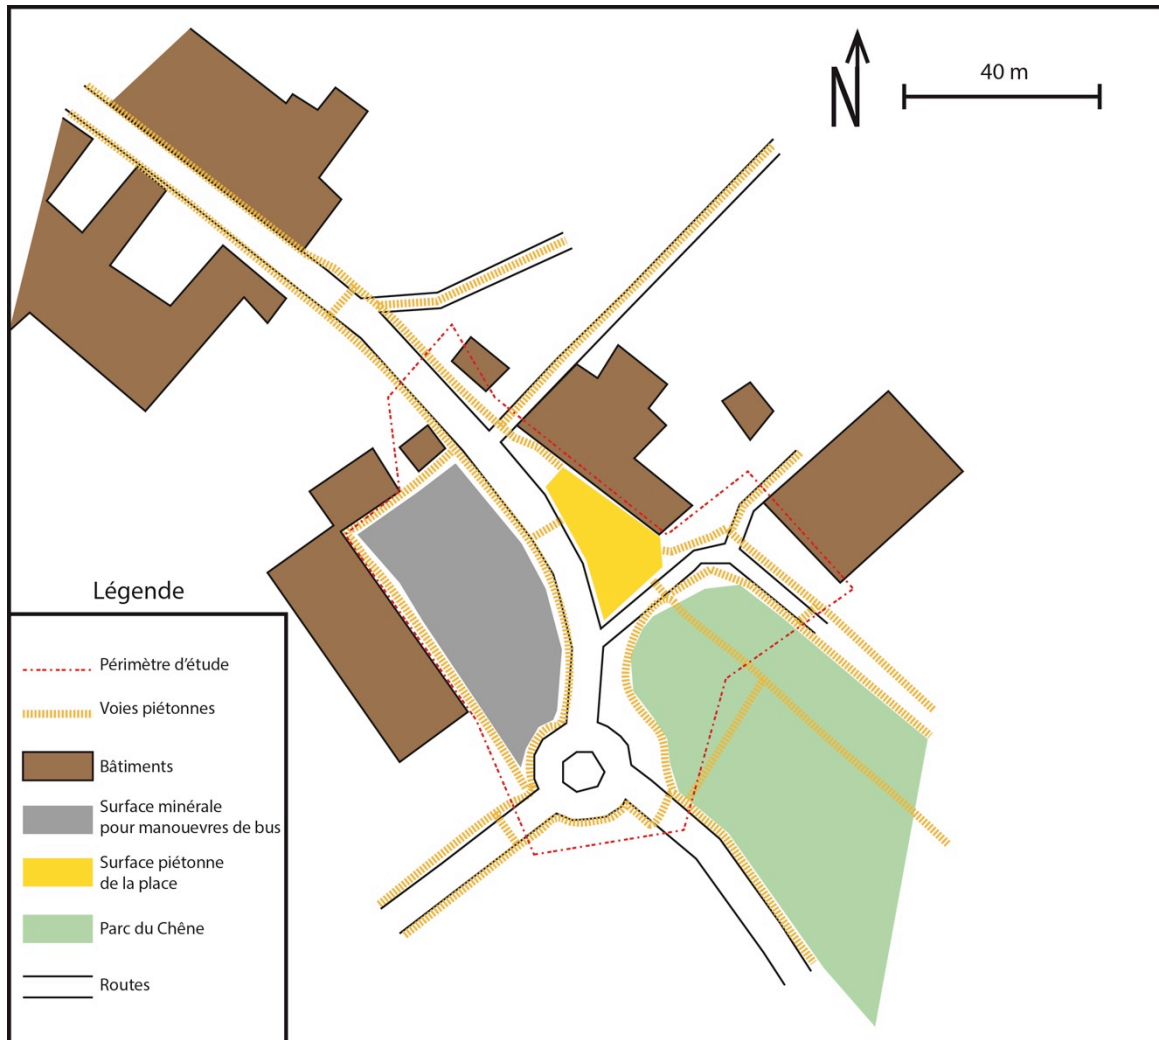 N
40 m
Légende
Périmètre d'étude
Voies piétonnes
Bâtiments
Surface minérale
pour manouevres de bus
Surface piétonne
de la place
Parc du Chêne
Routes